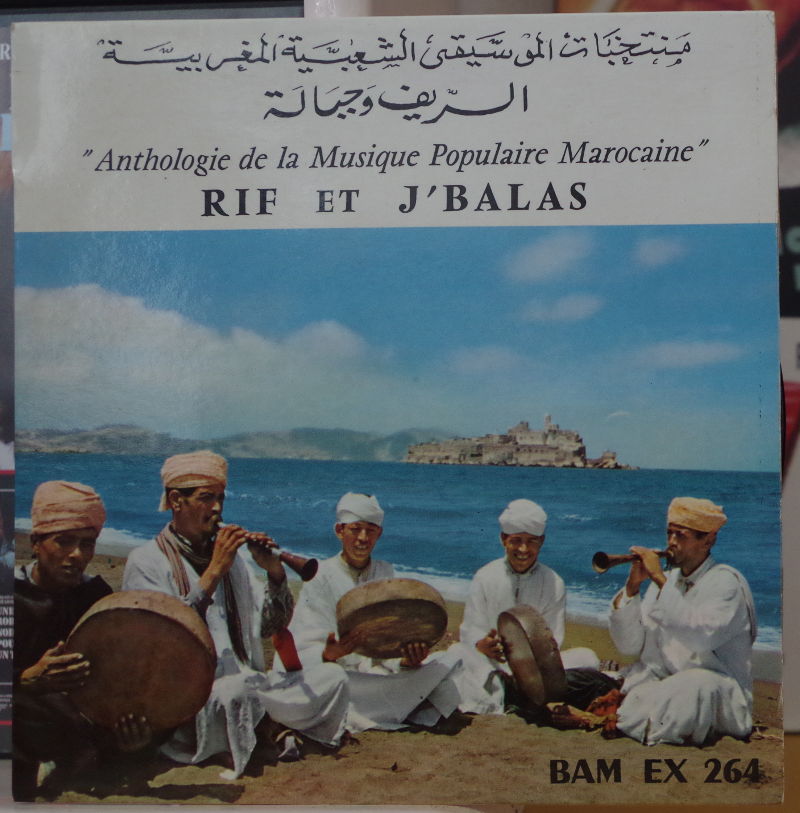 منتخبات الموسيقى الشعبية المغربية
الريف وجبالة
"Anthologie de la Musique Populaire Marocaine"
RIF ET J'BALAS
BAM EX 264